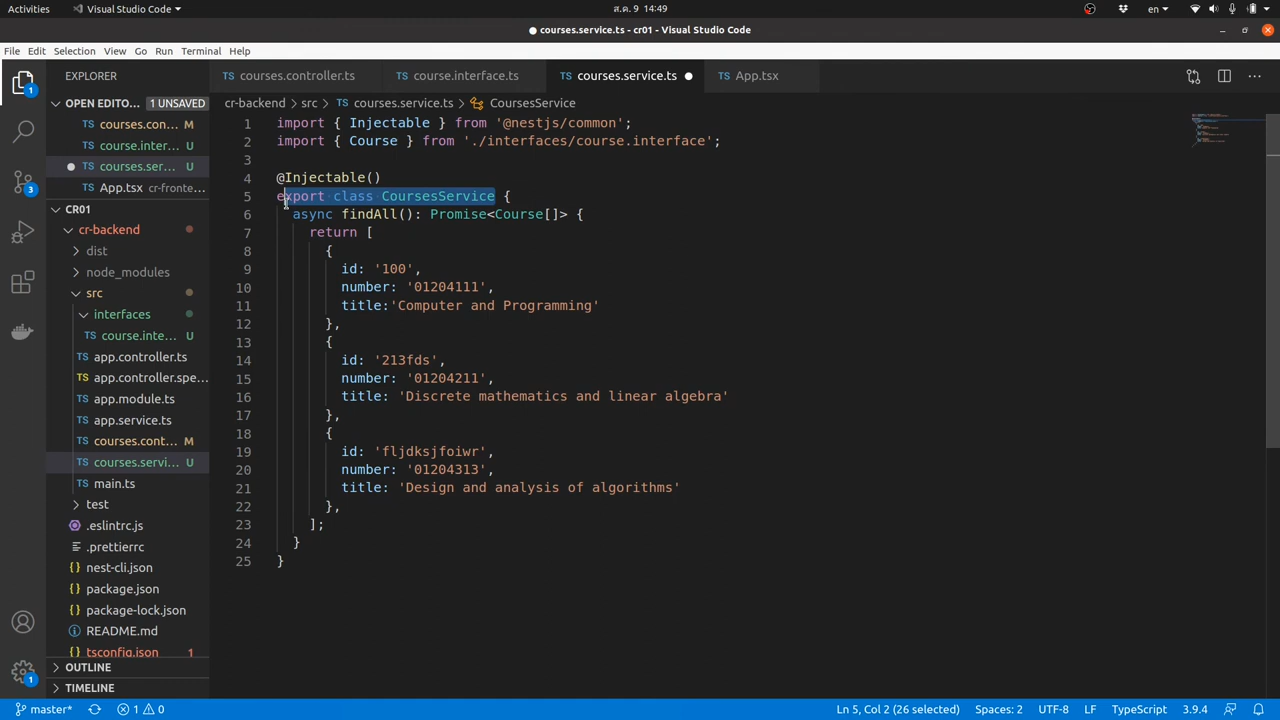 Activities
Visual Studio Code
ส.ค. 9 14:49
en
courses.service.ts - cr01 - Visual Studio Code
File Edit Selection View Go Run Terminal Help
EXPLORER
courses.controller.ts
course.interface.ts
courses.service.ts
App.tsx
OPEN EDITO... 1 UNSAVED
courses.con... M
course.inter... U
courses.ser... U
App.tsx cr-fronte...
CR01
cr-backend
dist
node_modules
src
interfaces
course.inte... U
app.controller.ts
app.controller.spe...
app.module.ts
app.service.ts
courses.cont... M
courses.servi... U
main.ts
test
.eslintrc.js
.prettierrc
nest-cli.json
package.json
package-lock.json
README.md
tsconfig.json 1
OUTLINE
TIMELINE
1
3
1
cr-backend > src > TS courses.service.ts > CoursesService
1 import { Injectable } from '@nestjs/common';
2 import { Course } from './interfaces/course.interface';
3
4 @Injectable()
5 export class CoursesService {
6 async findAll(): Promise<Course[]> {
7 return [
8 {
9 id: '100',
10 number: '01204111',
11 title:'Computer and Programming'
12 },
13 {
14 id: '213fds',
15 number: '01204211',
16 title: 'Discrete mathematics and linear algebra'
17 },
18 {
19 id: 'fljdksjfoiwr',
20 number: '01204313',
21 title: 'Design and analysis of algorithms'
22 },
23 ];
24 }
25 }
master* 1 0 Ln 5, Col 2 (26 selected) Spaces: 2 UTF-8 LF TypeScript 3.9.4